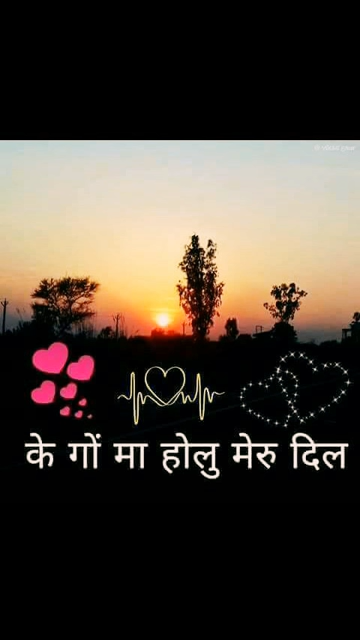 के गों मा होलु मेरु दिल